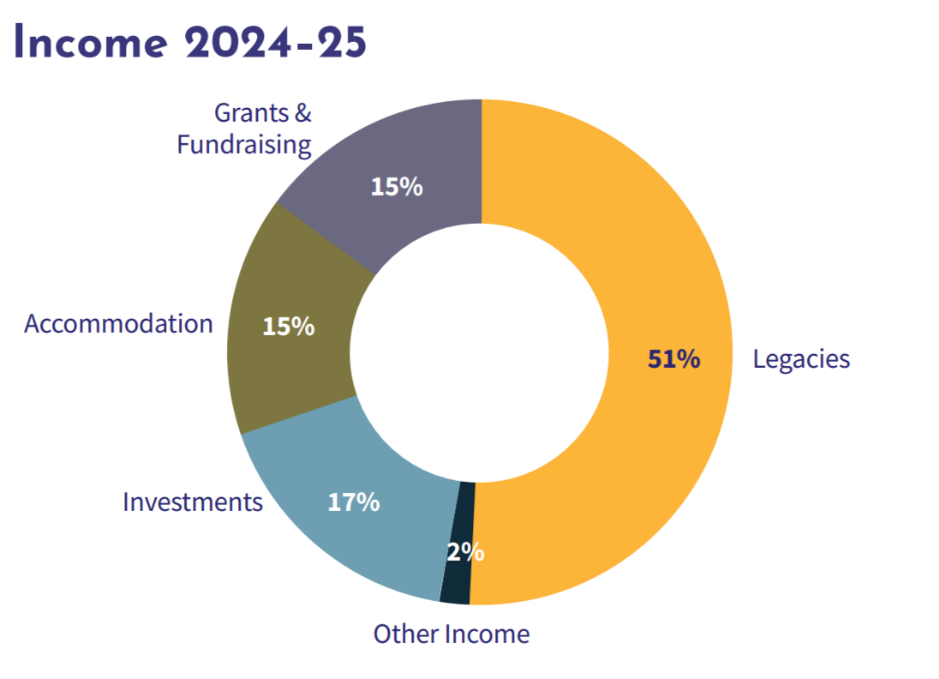 Income 2024-25
Grants &
Fundraising
15%
Accommodation
15%
51%
Legacies
Investments
17%
2%
Other Income